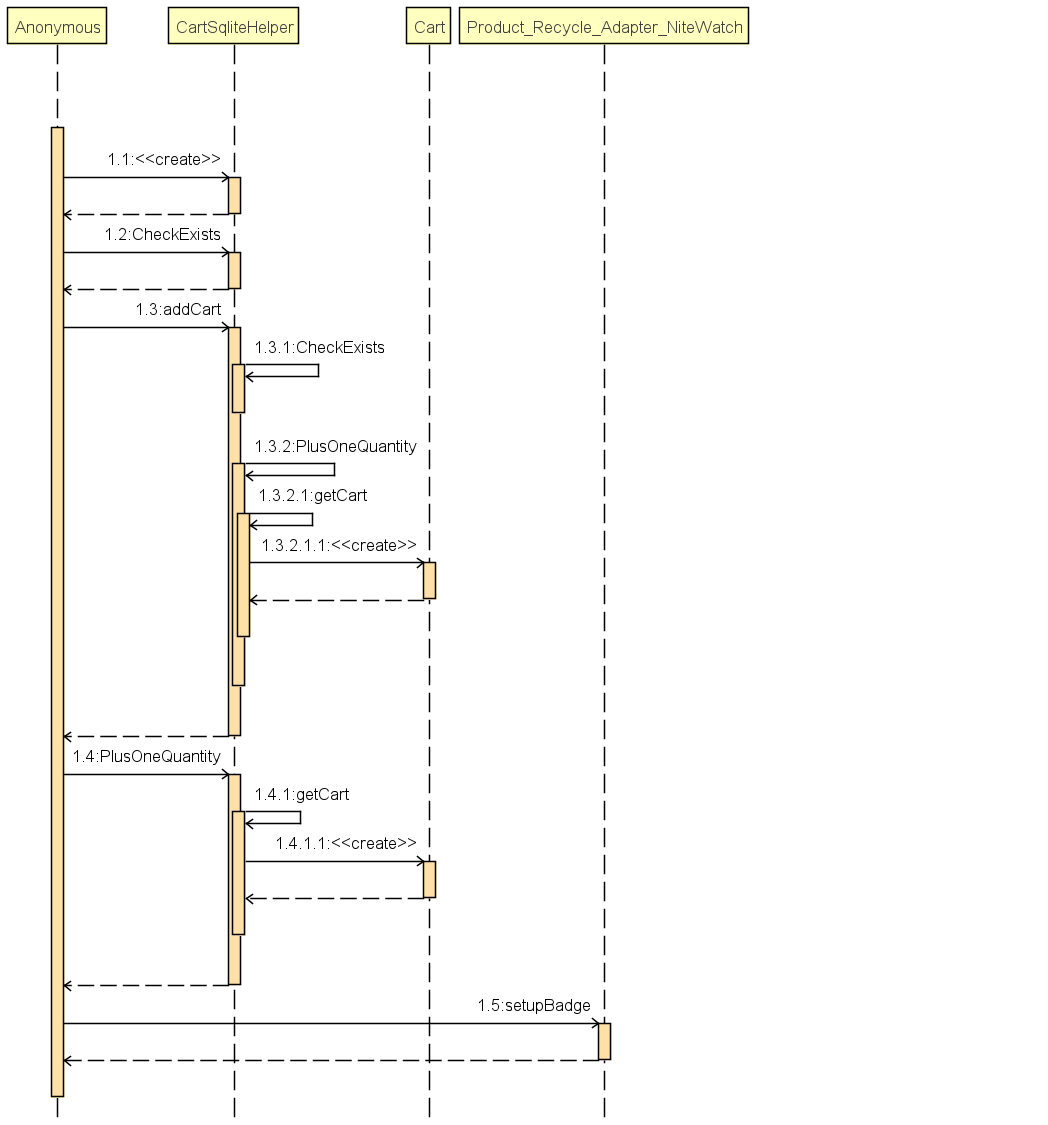 Anonymous
CartSqliteHelper
Cart
Product_Recycle_Adapter_NiteWatch
1.1:<<create>>
1.2:CheckExists
1.3:addCart
1.3.1:CheckExists
1.3.2:PlusOneQuantity
1.3.2.1:getCart
1.3.2.1.1:<<create>>
1.4:PlusOneQuantity
1.4.1:getCart
1.4.1.1:<<create>>
1.5:setupBadge